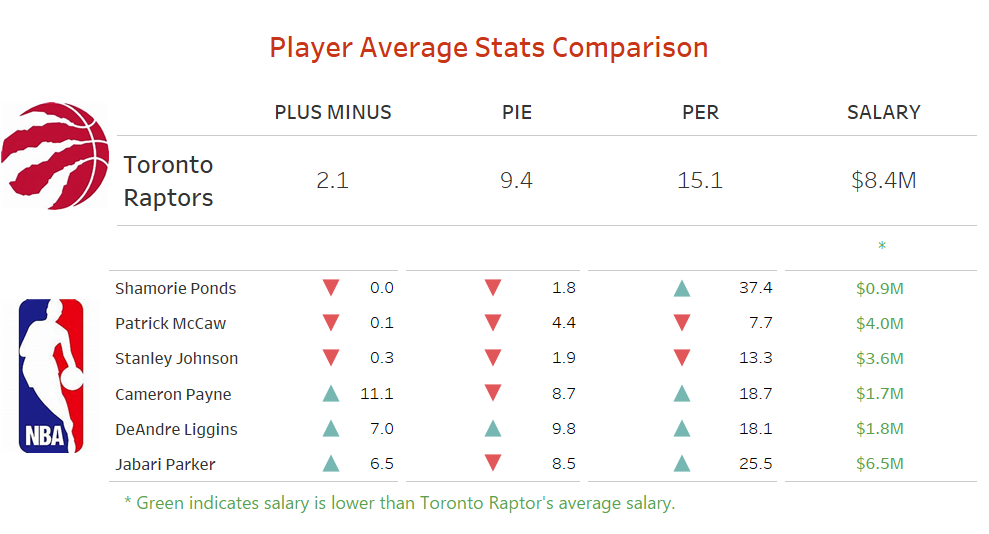 Player Average Stats Comparison
PLUS MINUS PIE PER SALARY
Toronto
Raptors
2.1 9.4 15.1 $8.4M
*
Shamorie Ponds 0.0 1.8 37.4 $0.9M
Patrick McCaw 0.1 4.4 7.7 $4.0M
Stanley Johnson 0.3 1.9 13.3 $3.6M
Cameron Payne 11.1 8.7 18.7 $1.7M
DeAndre Liggins 7.0 9.8 18.1 $1.8M
Jabari Parker 6.5 8.5 25.5 $6.5M
NBA
* Green indicates salary is lower than Toronto Raptor's average salary.